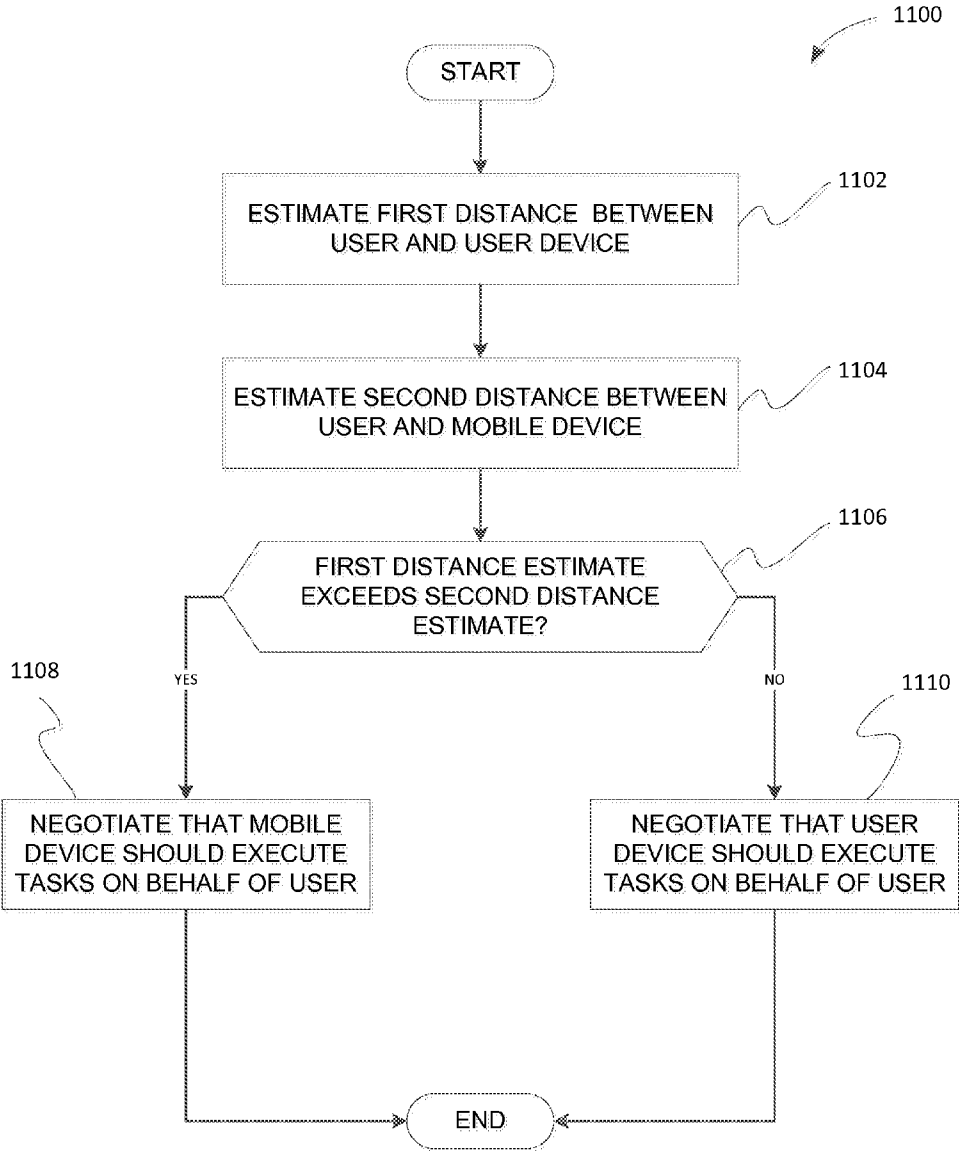 1100
START
1102
ESTIMATE FIRST DISTANCE BETWEEN
USER AND USER DEVICE
1104
ESTIMATE SECOND DISTANCE BETWEEN
USER AND MOBILE DEVICE
1106
FIRST DISTANCE ESTIMATE
EXCEEDS SECOND DISTANCE
ESTIMATE?
YES
NO
1108
1110
NEGOTIATE THAT MOBILE
DEVICE SHOULD EXECUTE
TASKS ON BEHALF OF USER
NEGOTIATE THAT USER
DEVICE SHOULD EXECUTE
TASKS ON BEHALF OF USER
END